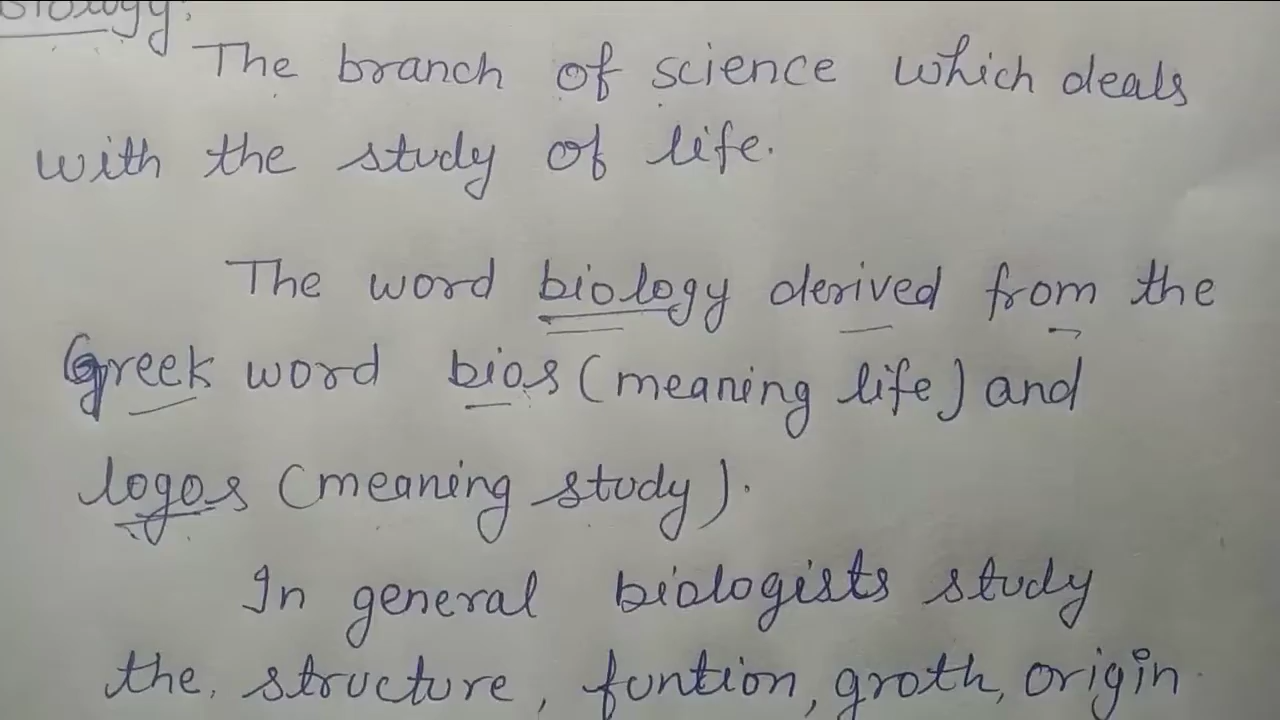 Biology:
The branch of science which deals
with the study of life.
The word biology derived from the
Greek word bios (meaning life) and
logos (meaning study).
In general biologists study
the, structure, funtion, groth, origin